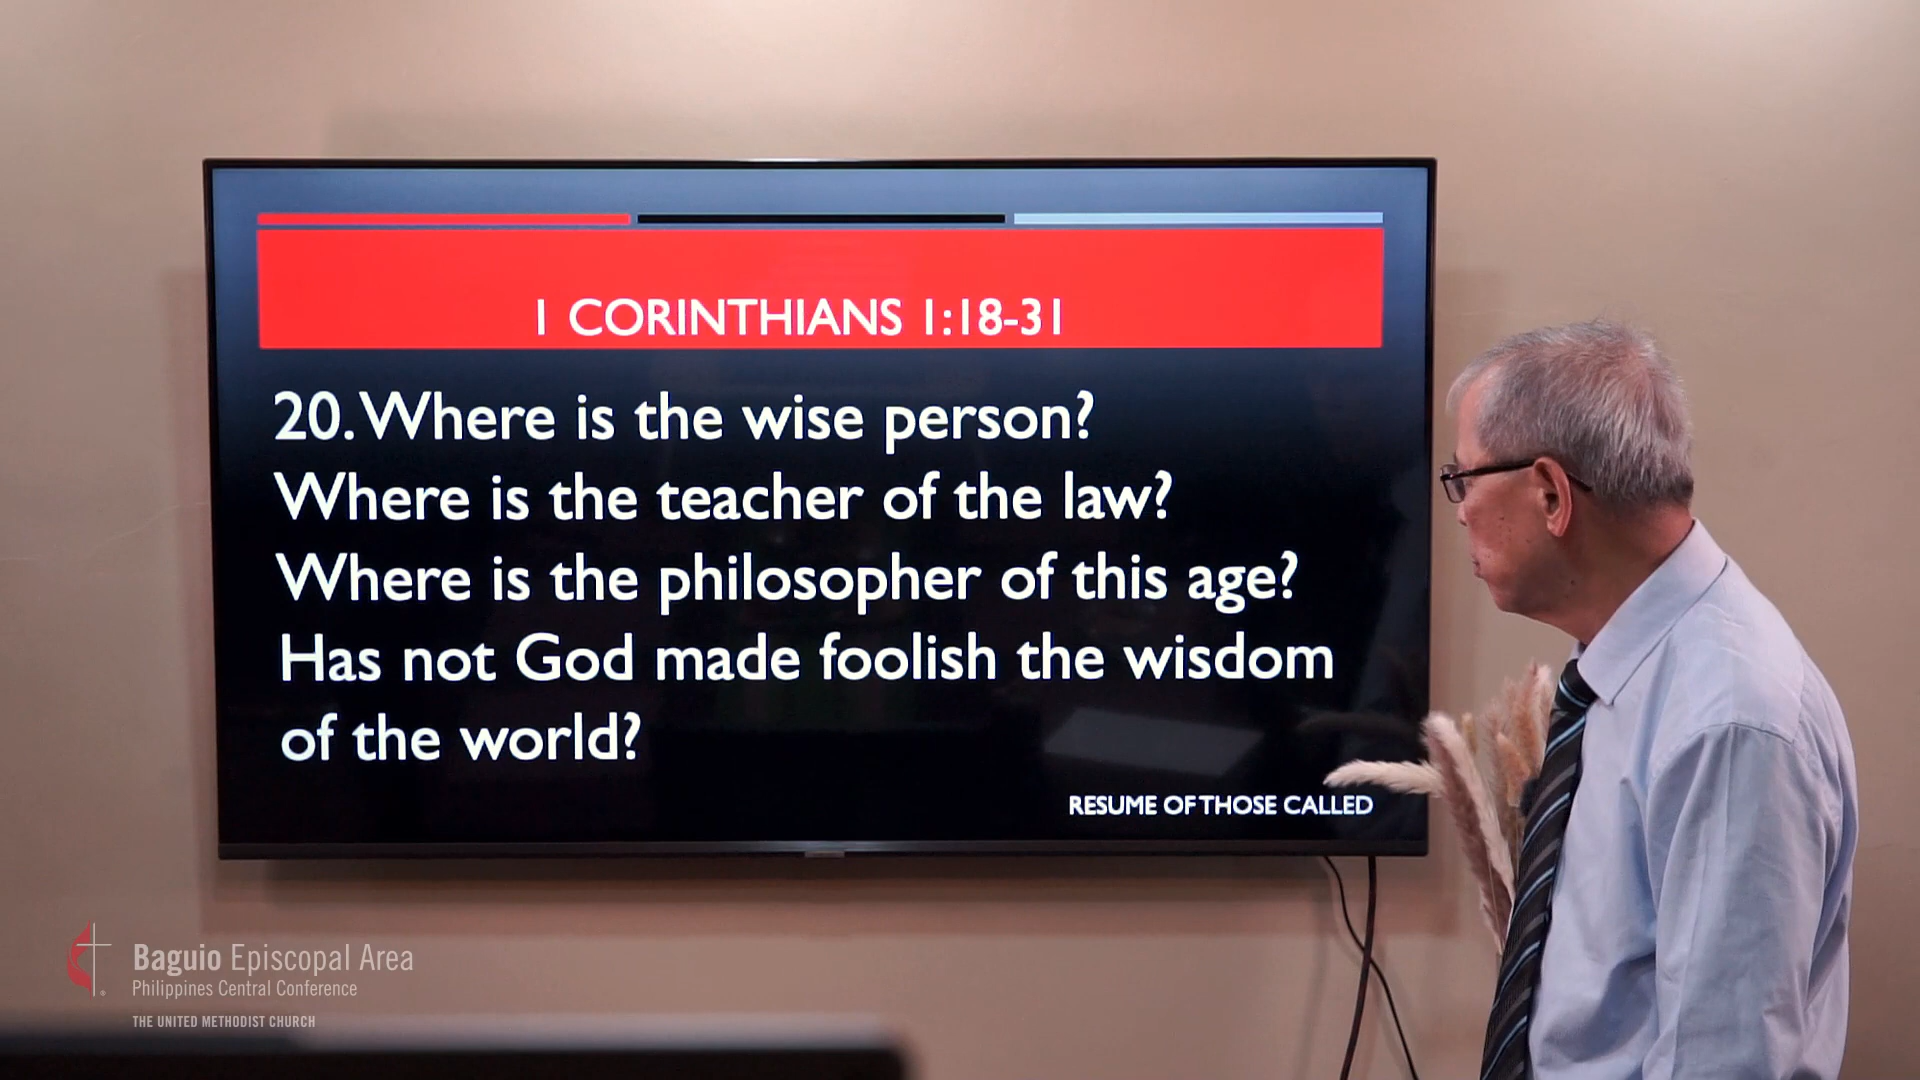 1 CORINTHIANS 1:18-31
20. Where is the wise person?
Where is the teacher of the law?
Where is the philosopher of this age?
Has not God made foolish the wisdom
of the world?
RESUME OF THOSE CALLED
Baguio Episcopal Area
Philippines Central Conference
THE UNITED METHODIST CHURCH